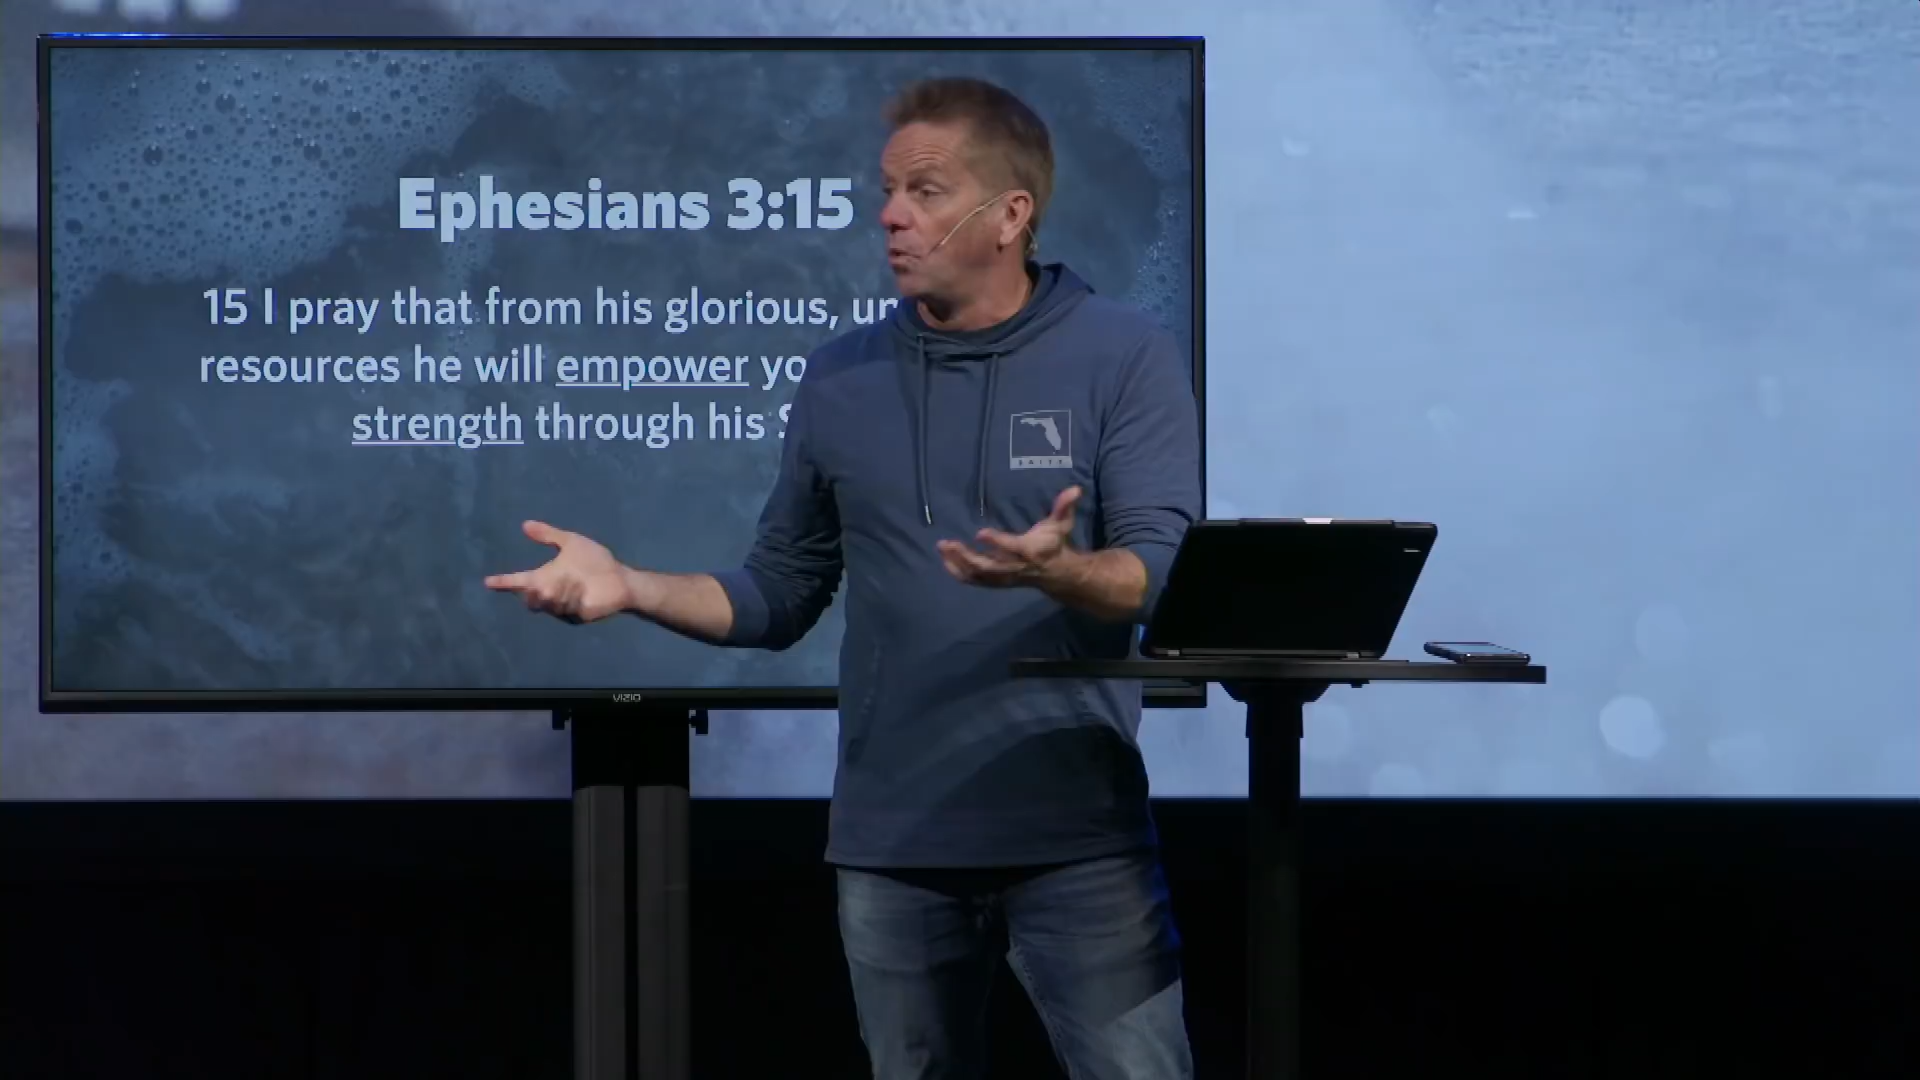 Ephesians 3:15
15 I pray that from his glorious,
resources he will empower
strength through his
VIZIO